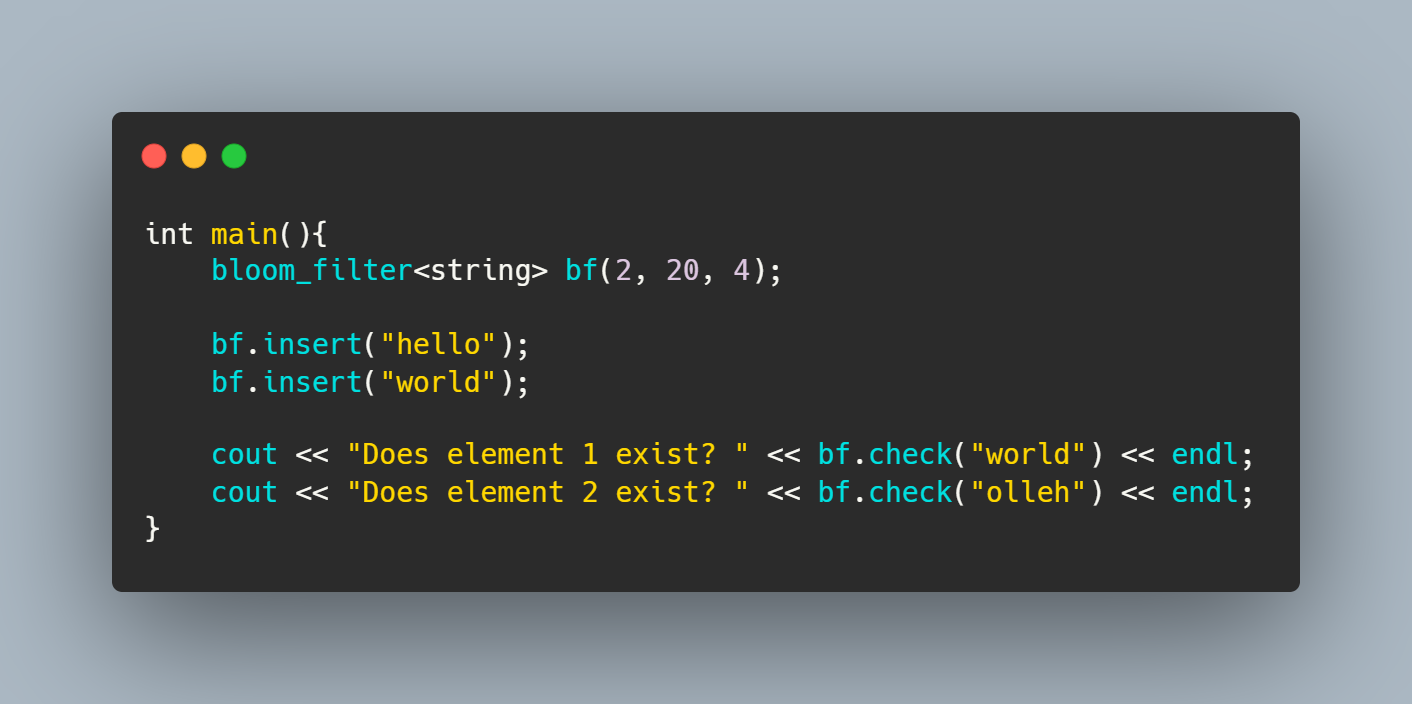 int main(){
    bloom_filter<string> bf(2, 20, 4);
    bf.insert("hello");
    bf.insert("world");
    cout << "Does element 1 exist? " << bf.check("world") << endl;
    cout << "Does element 2 exist? " << bf.check("olleh") << endl;
}